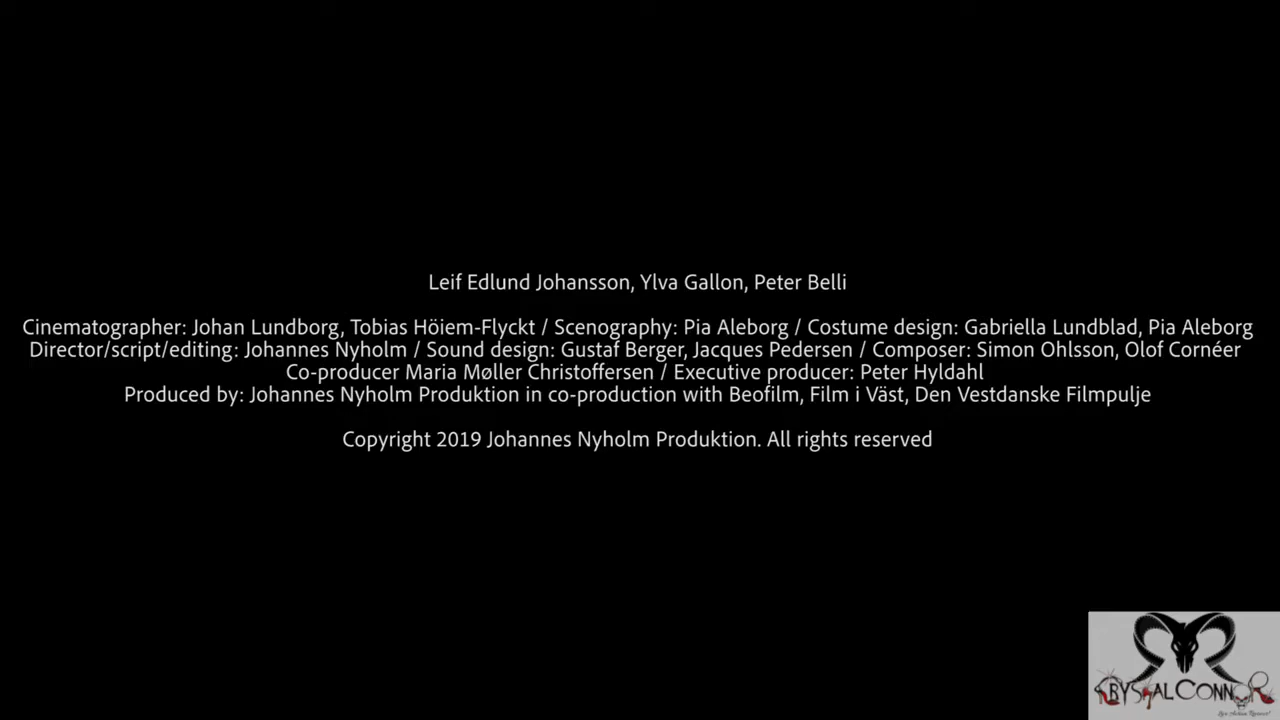 Leif Edlund Johansson, Ylva Gallon, Peter Belli
Cinematographer: Johan Lundborg, Tobias Höiem-Flyckt / Scenography: Pia Aleborg / Costume design: Gabriella Lundblad, Pia Aleborg
Director/script/editing: Johannes Nyholm / Sound design: Gustaf Berger, Jacques Pedersen / Composer: Simon Ohlsson, Olof Cornéer
Co-producer Maria Møller Christoffersen / Executive producer: Peter Hyldahl
Produced by: Johannes Nyholm Produktion in co-production with Beofilm, Film i Väst, Den Vestdanske Filmpulje
Copyright 2019 Johannes Nyholm Produktion. All rights reserved
KRYSTAL CONNOR